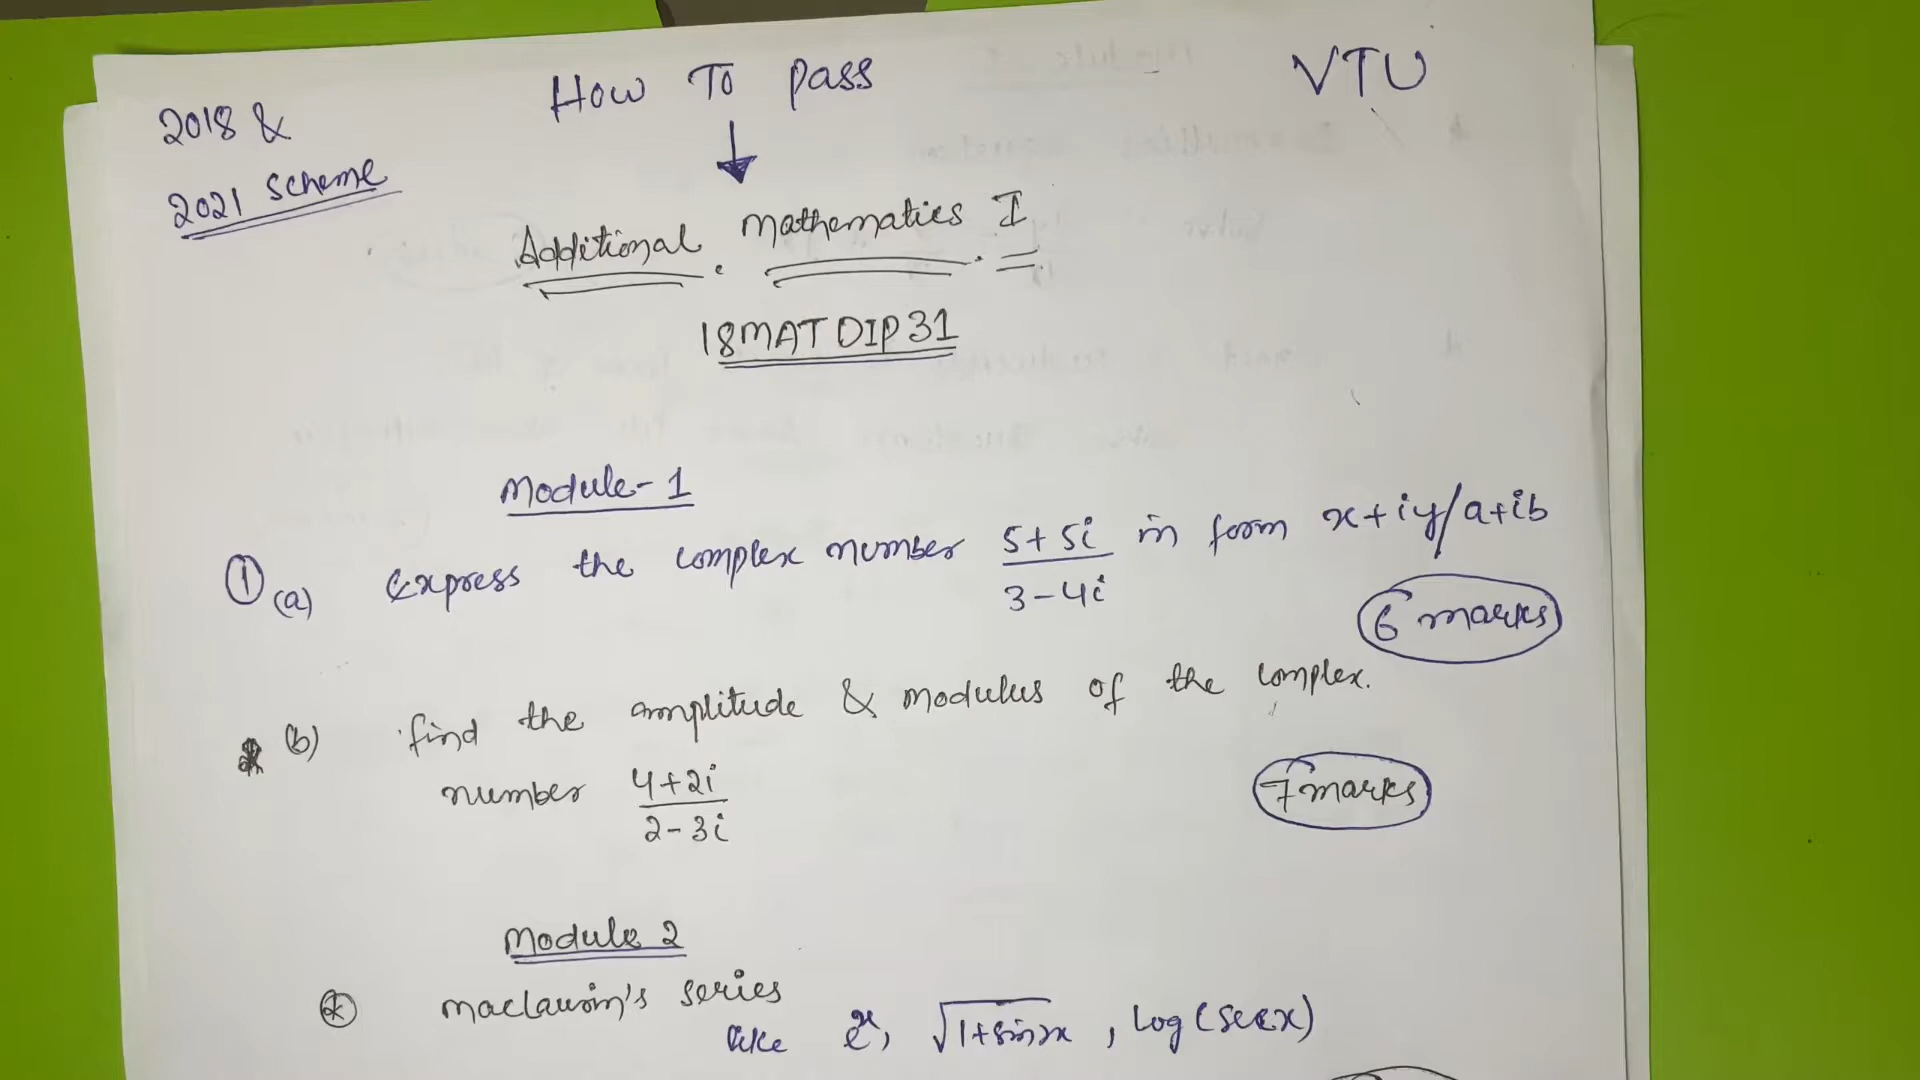 How To pass
VTU
2018 &
2021 scheme
Additional mathematics I
18MATDIP31
Module-1
① (a) Express the complex number 5+5i/3-4i in form x+iy/a+ib
6 marks
(b) find the amplitude & modulus of the complex.
number 4+2i/2-3i
7 marks
Module 2
maclaurin's series
like e^x, √1+sin2x, log(secx)